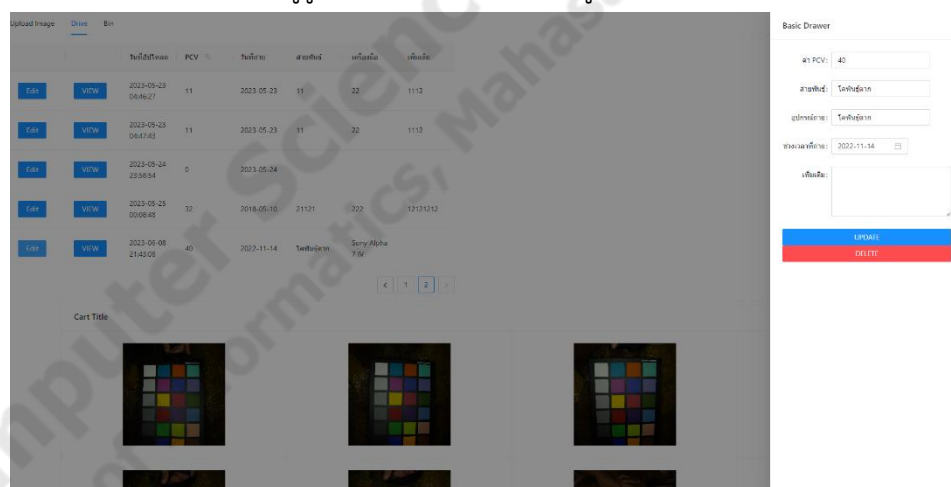 Upload Image Drive Bin
วันที่อัปโหลด PCV วันที่ถ่าย สายพันธุ์ เครื่องมือ เพิ่มเติม
Edit VIEW 2023-05-23 04:46:27 11 2023-05-23 11 22 1112
Edit VIEW 2023-05-23 04:47:43 11 2023-05-23 11 22 1112
Edit VIEW 2023-05-24 23:58:54 0 2023-05-24
Edit VIEW 2023-05-25 00:08:48 32 2018-05-10 21121 222 12121212
Edit VIEW 2023-06-08 21:43:08 40 2022-11-14 โคพันธุ์ตาก Sony Alpha 7 IV
< 1 2 >
Cart Title
Basic Drawer
ค่า PCV: 40
สายพันธุ์: โคพันธุ์ตาก
อุปกรณ์ถ่าย: โคพันธุ์ตาก
ช่วงเวลาที่ถ่าย: 2022-11-14
เพิ่มเติม:
UPDATE
DELETE